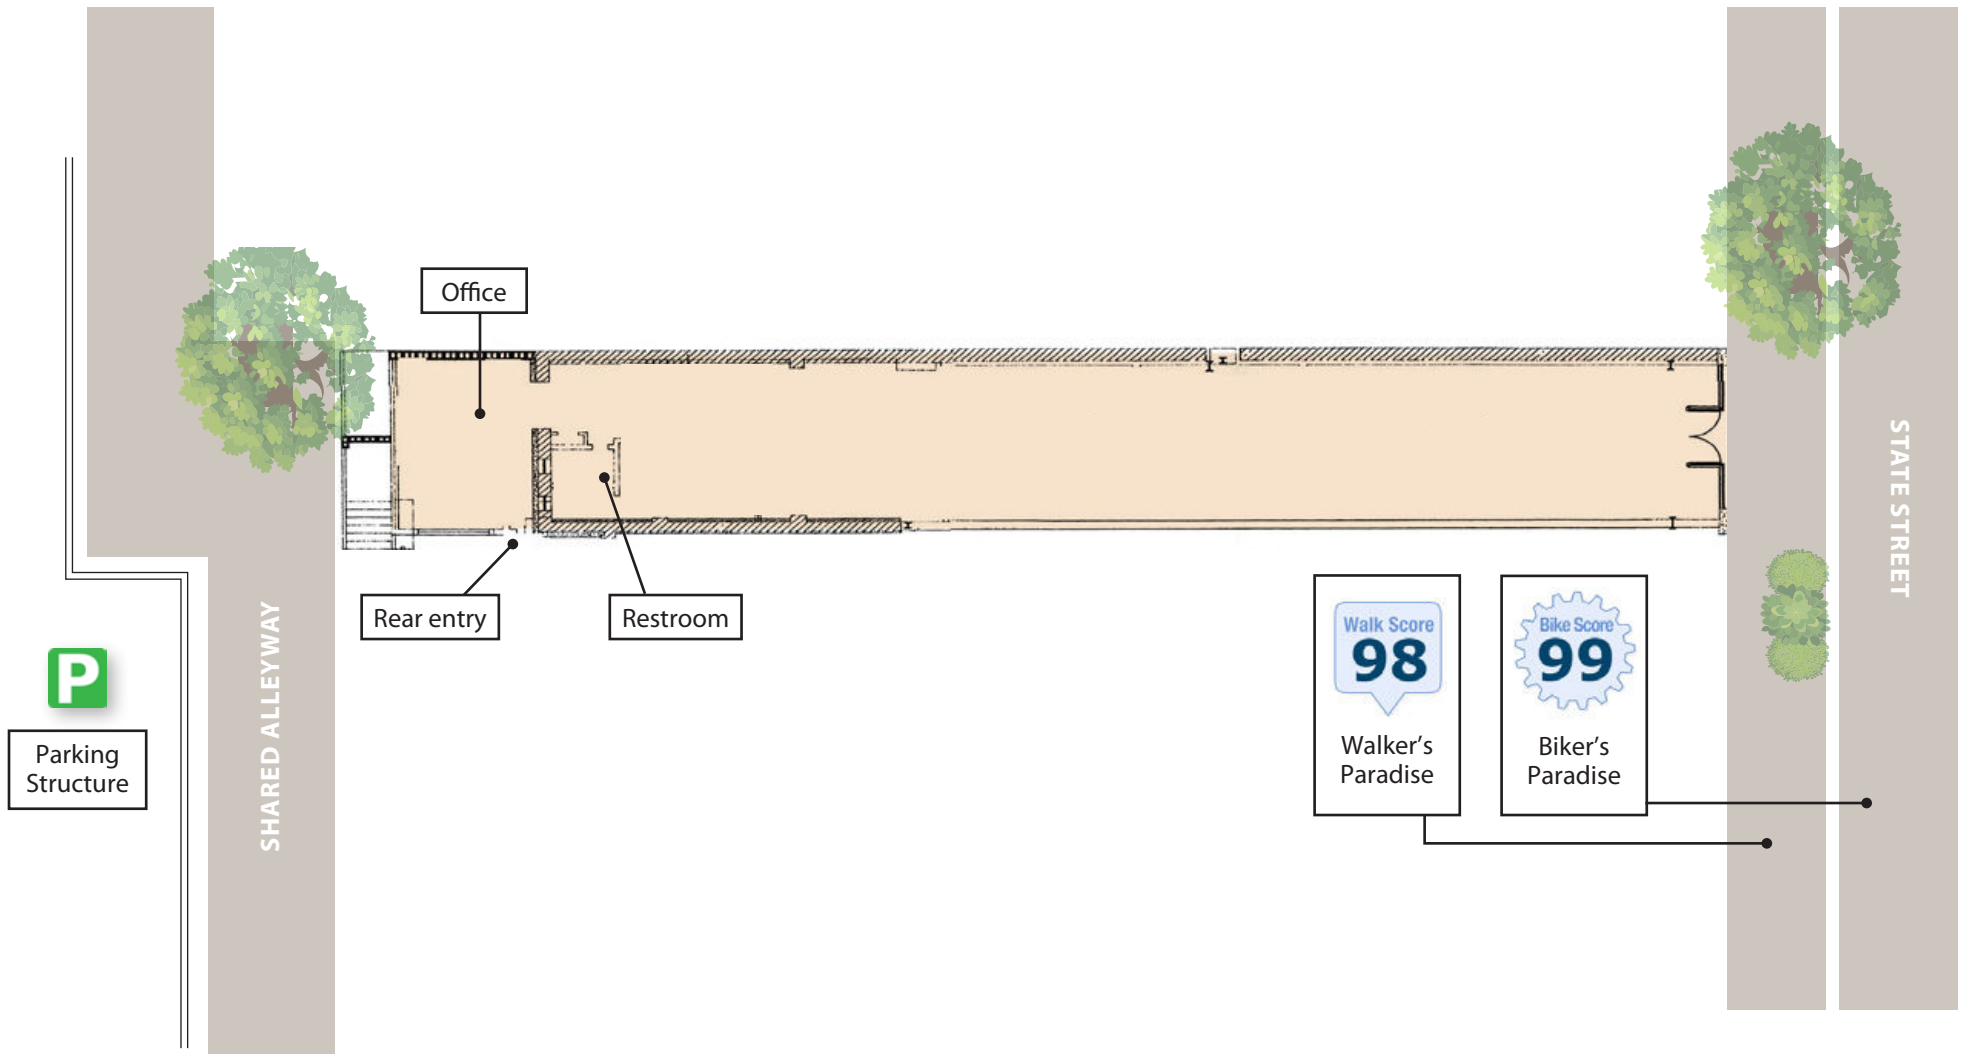 Office
STATE STREET
Rear entry
Restroom
SHARED ALLEYWAY
P
Parking
Structure
Walk Score
98
Walker’s
Paradise
Bike Score
99
Biker’s
Paradise